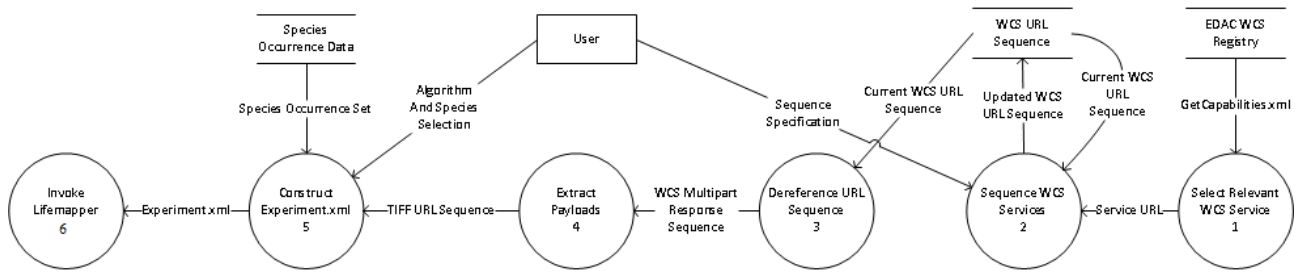 Species
Occurrence Data
User
WCS URL
Sequence
EDAC WCS
Registry
Species Occurrence Set
Algorithm
And Species
Selection
Sequence
Specification
Current WCS URL
Sequence
Updated WCS
URL Sequence
Current WCS
URL
Sequence
GetCapabilities.xml
Invoke
Lifemapper
6
Experiment.xml
Construct
Experiment.xml
5
TIFF URL Sequence
Extract
Payloads
4
WCS Multipart
Response
Sequence
Dereference URL
Sequence
3
Sequence WCS
Services
2
Service URL
Select Relevant
WCS Service
1